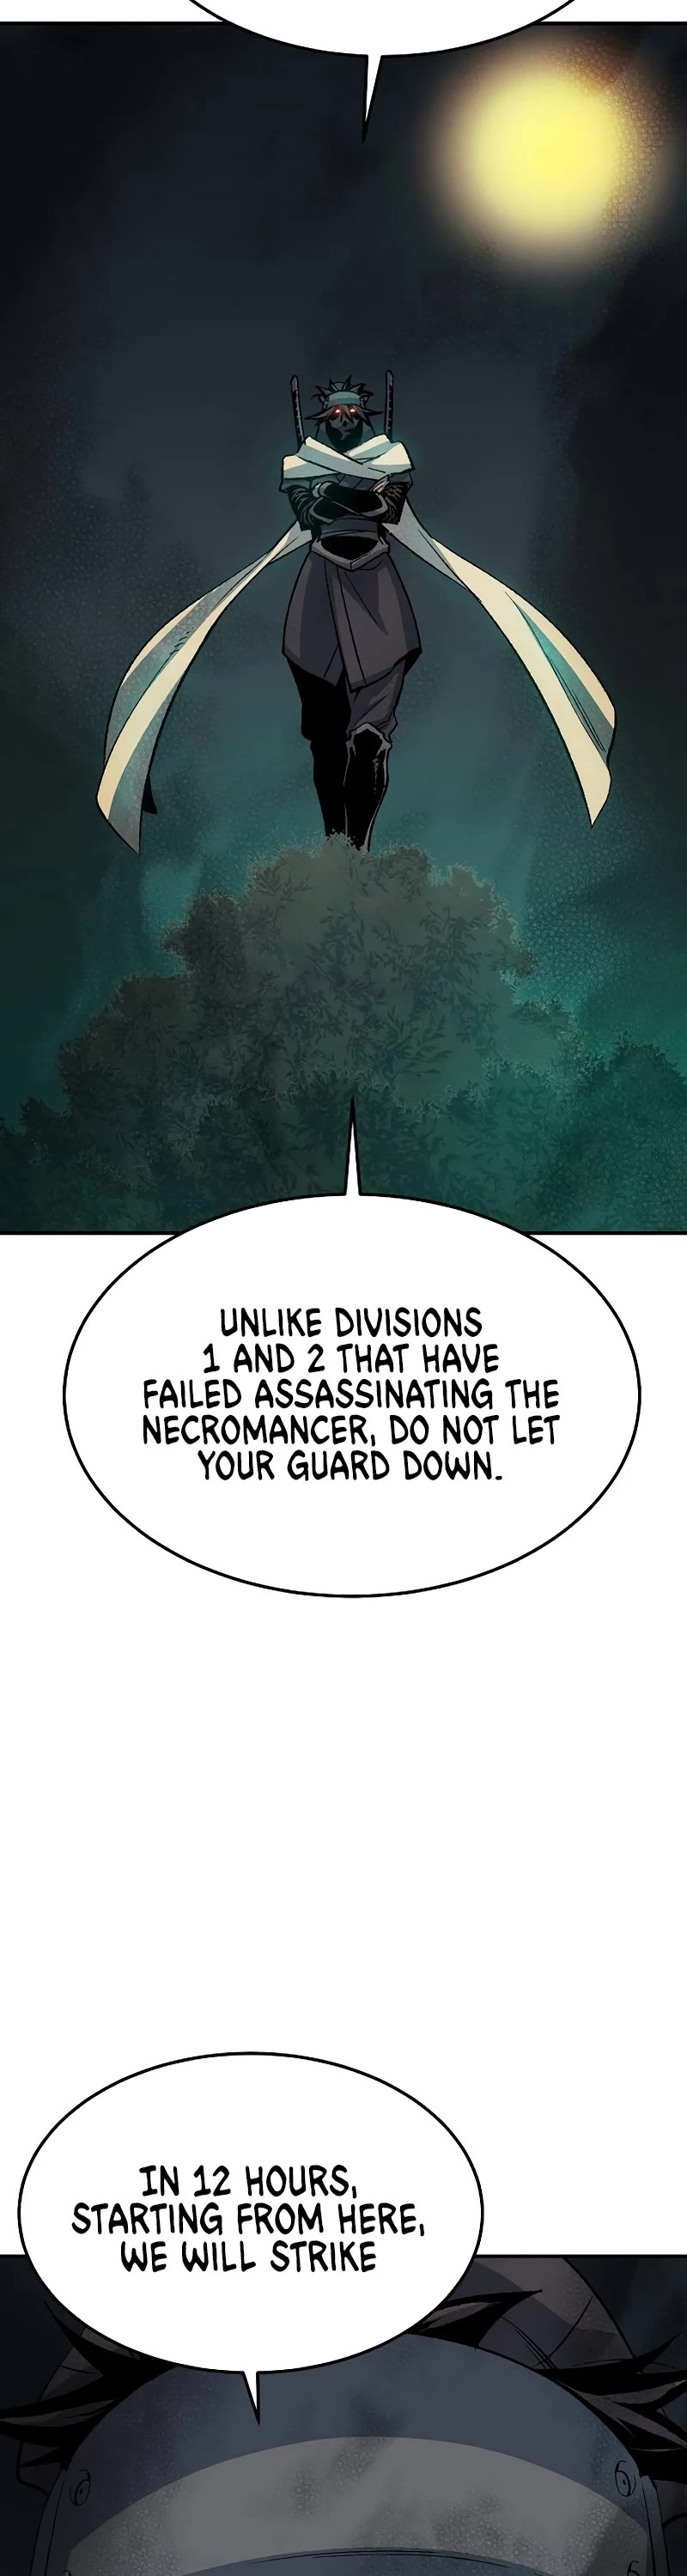 UNLIKE DIVISIONS
1 AND 2 THAT HAVE
FAILED ASSASSINATING THE
NECROMANCER, DO NOT LET
YOUR GUARD DOWN.
IN 12 HOURS,
STARTING FROM HERE,
WE WILL STRIKE